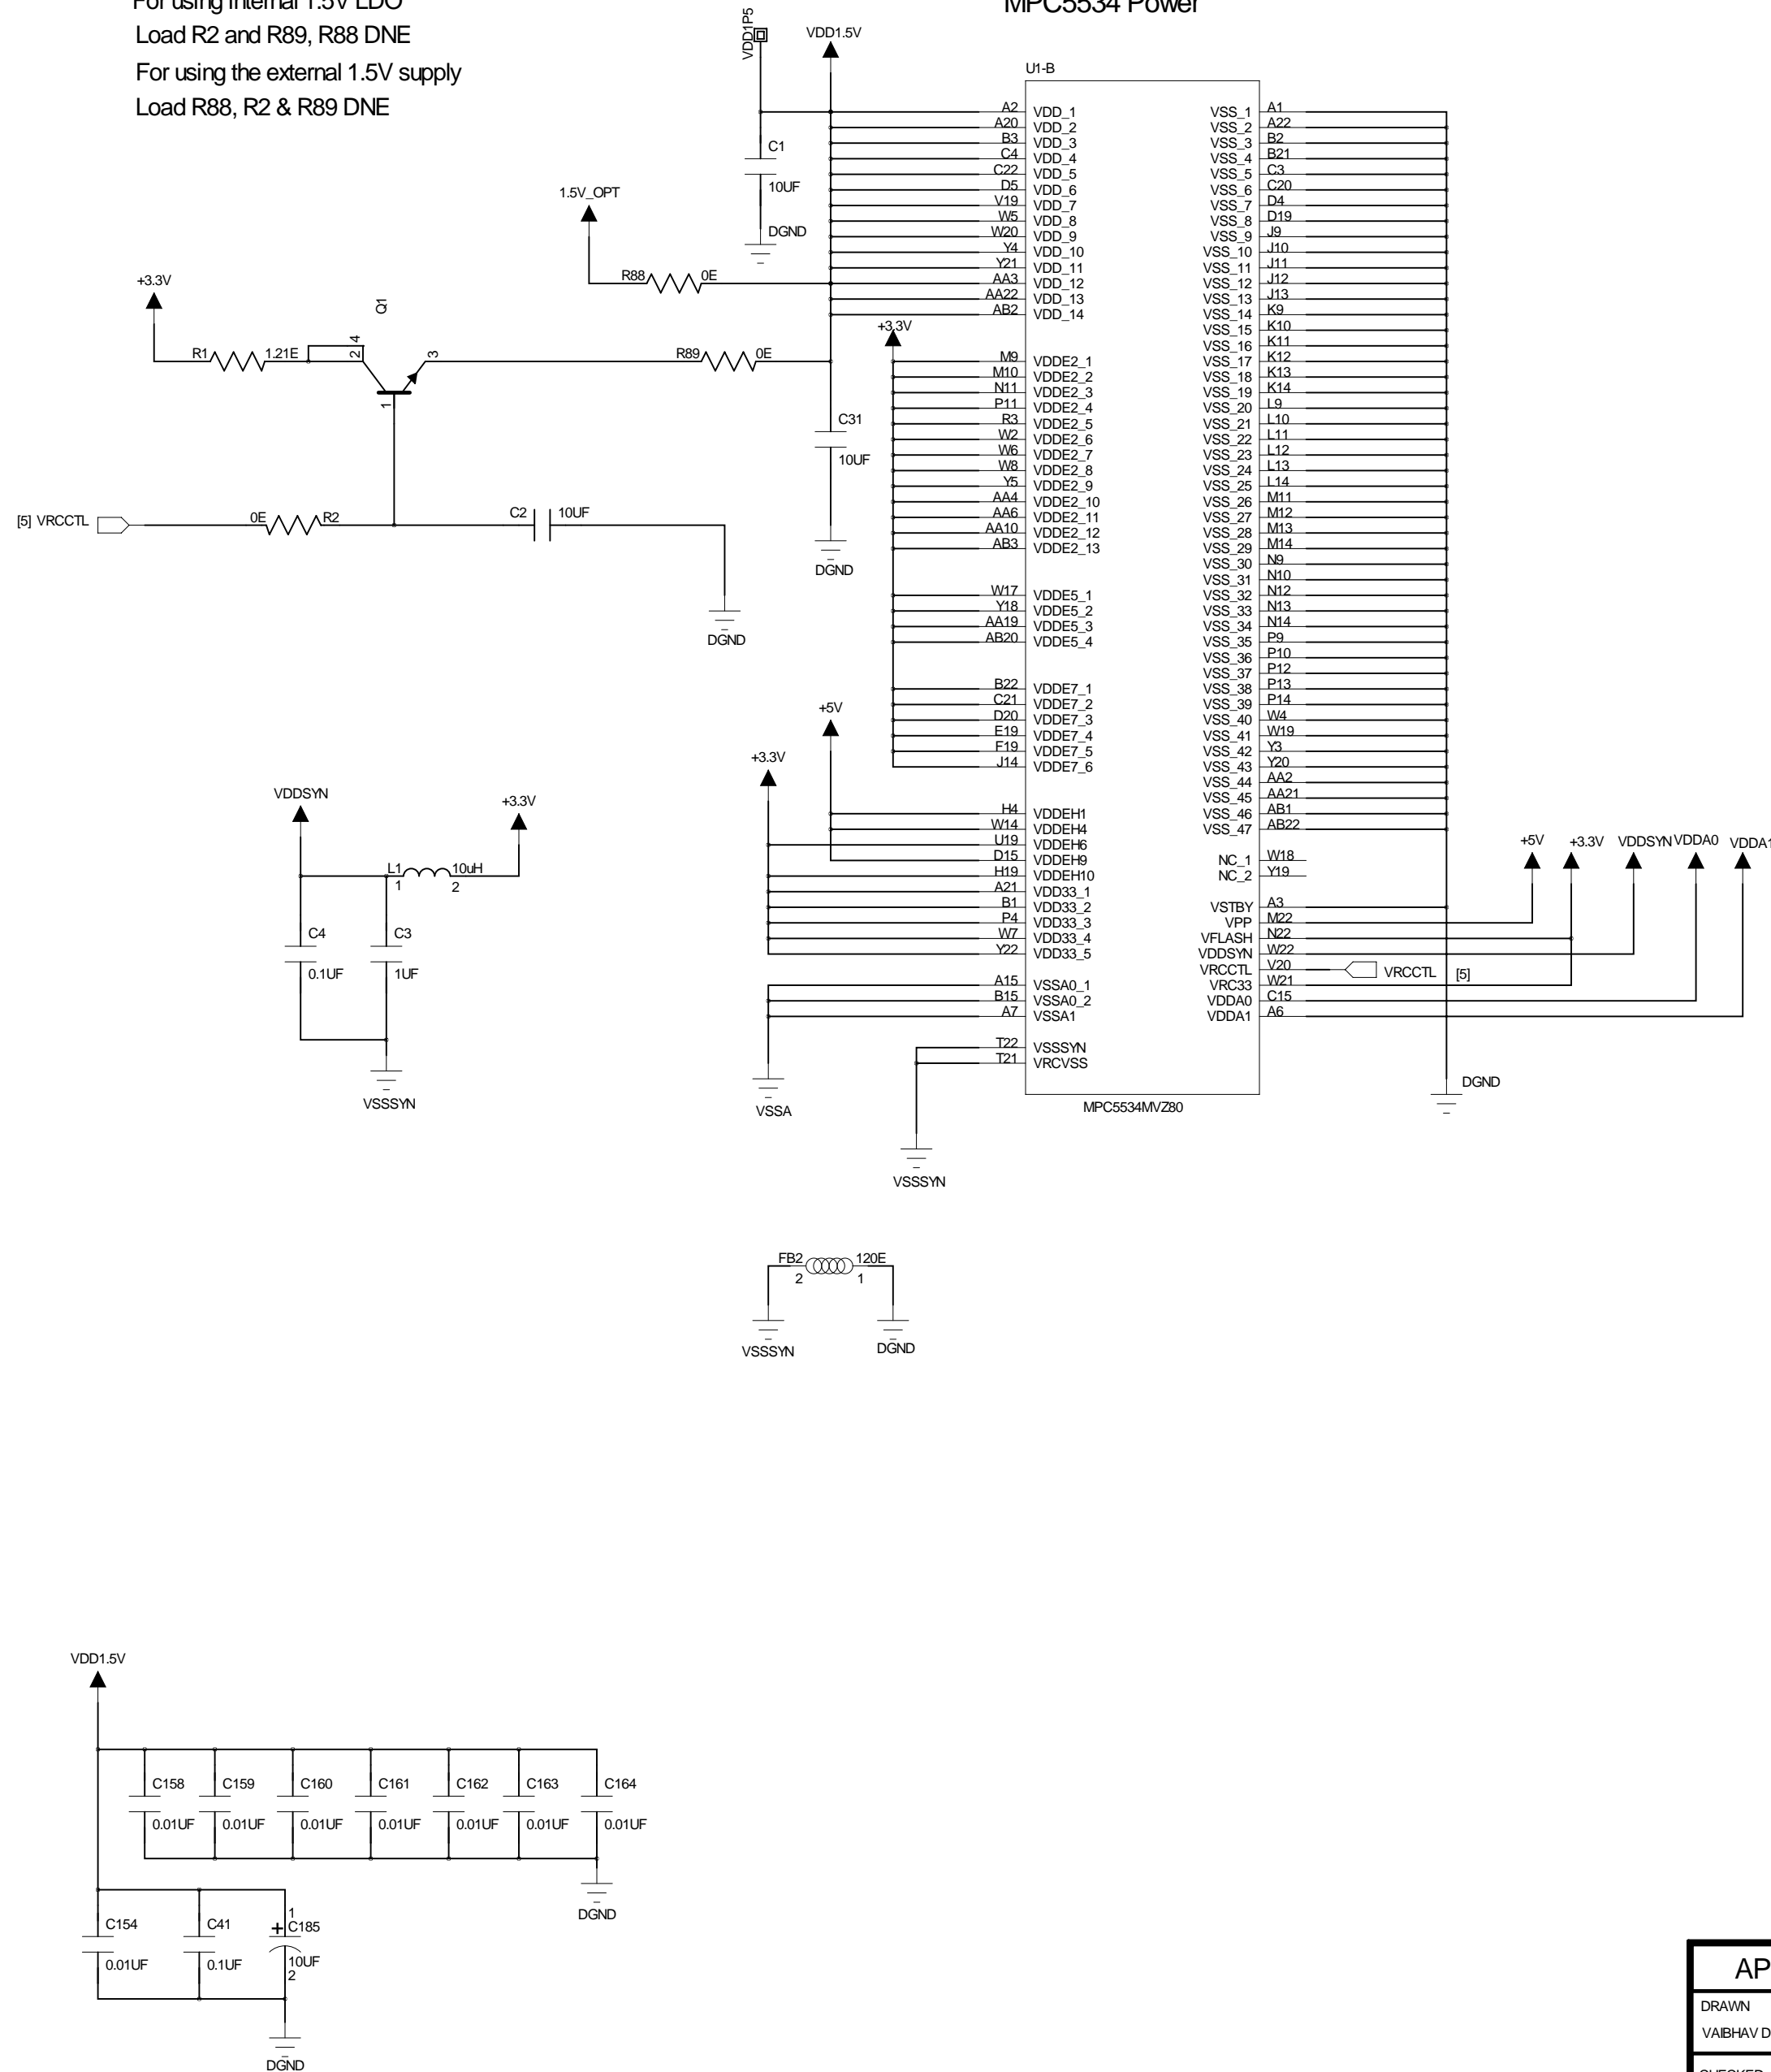 For using internal 1.5V LDO
Load R2 and R89, R88 DNE
For using the external 1.5V supply
Load R88, R2 & R89 DNE
MPC5534 Power
VDD1P5
VDD1.5V
C1
10UF
DGND
1.5V_OPT
R88 0E
+3.3V
Q1
R1 1.21E
2 4
3
1
R89 0E
C31
10UF
DGND
[5] VRCCTL
0E R2
C2 10UF
DGND
U1-B
A2 VDD_1
A20 VDD_2
B3 VDD_3
C4 VDD_4
C22 VDD_5
D5 VDD_6
V19 VDD_7
W5 VDD_8
W20 VDD_9
Y4 VDD_10
Y21 VDD_11
AA3 VDD_12
AA22 VDD_13
AB2 VDD_14
+3.3V
M9 VDDE2_1
M10 VDDE2_2
N11 VDDE2_3
P11 VDDE2_4
R3 VDDE2_5
W2 VDDE2_6
W6 VDDE2_7
W8 VDDE2_8
Y5 VDDE2_9
AA4 VDDE2_10
AA6 VDDE2_11
AA10 VDDE2_12
AB3 VDDE2_13
W17 VDDE5_1
Y18 VDDE5_2
AA19 VDDE5_3
AB20 VDDE5_4
B22 VDDE7_1
C21 VDDE7_2
D20 VDDE7_3
E19 VDDE7_4
F19 VDDE7_5
J14 VDDE7_6
+5V
+3.3V
H4 VDDEH1
W14 VDDEH4
U19 VDDEH6
D15 VDDEH9
H19 VDDEH10
A21 VDD33_1
B1 VDD33_2
P4 VDD33_3
W7 VDD33_4
Y22 VDD33_5
A15 VSSA0_1
B15 VSSA0_2
A7 VSSA1
T22 VSSSYN
T21 VRCVSS
VSSA
VSSSYN
VSS_1 A1
VSS_2 A22
VSS_3 B2
VSS_4 B21
VSS_5 C3
VSS_6 C20
VSS_7 D4
VSS_8 D19
VSS_9 J9
VSS_10 J10
VSS_11 J11
VSS_12 J12
VSS_13 J13
VSS_14 K9
VSS_15 K10
VSS_16 K11
VSS_17 K12
VSS_18 K13
VSS_19 K14
VSS_20 L9
VSS_21 L10
VSS_22 L11
VSS_23 L12
VSS_24 L13
VSS_25 L14
VSS_26 M11
VSS_27 M12
VSS_28 M13
VSS_29 M14
VSS_30 N9
VSS_31 N10
VSS_32 N12
VSS_33 N13
VSS_34 N14
VSS_35 P9
VSS_36 P10
VSS_37 P12
VSS_38 P13
VSS_39 P14
VSS_40 W4
VSS_41 W19
VSS_42 Y3
VSS_43 Y20
VSS_44 AA2
VSS_45 AA21
VSS_46 AB1
VSS_47 AB22
NC_1 W18
NC_2 Y19
VSTBY A3
VPP M22
VFLASH N22
VDDSYN W22
VRCCTL V20
VRC33 W21
VDDA0 C15
VDDA1 A6
VRCCTL [5]
+5V +3.3V VDDSYN VDDA0 VDDA1
DGND
MPC5534MVZ80
VDDSYN
+3.3V
L1 10uH
1 2
C4
0.1UF
C3
1UF
VSSSYN
FB2 120E
2 1
VSSSYN
DGND
VDD1.5V
C158 C159 C160 C161 C162 C163 C164
0.01UF 0.01UF 0.01UF 0.01UF 0.01UF 0.01UF 0.01UF
DGND
C154 C41 1 + C185
0.01UF 0.1UF 10UF
2
DGND
AP
DRAWN
VAIBHAV D